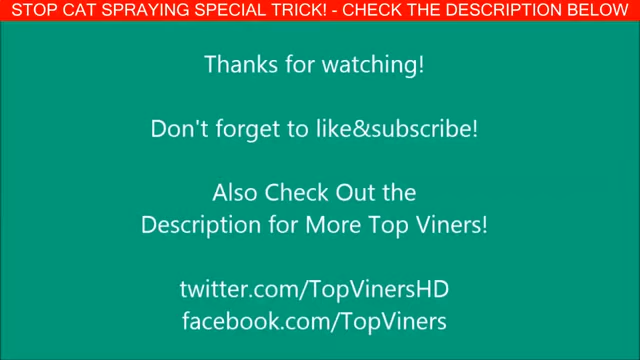 STOP CAT SPRAYING SPECIAL TRICK! - CHECK THE DESCRIPTION BELOW
Thanks for watching!
Don't forget to like&subscribe!
Also Check Out the
Description for More Top Viners!
twitter.com/TopVinersHD
facebook.com/TopViners